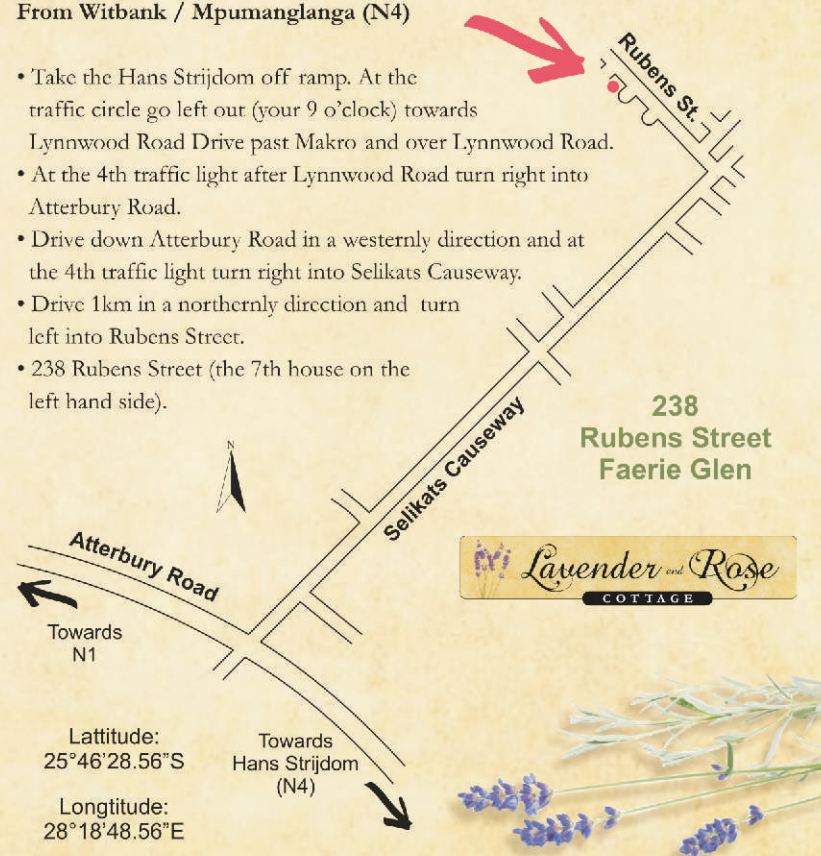 From Witbank / Mpumanglanga (N4)
• Take the Hans Strijdom off ramp. At the
traffic circle go left out (your 9 o'clock) towards
Lynnwood Road Drive past Makro and over Lynnwood Road.
• At the 4th traffic light after Lynnwood Road turn right into
Atterbury Road.
• Drive down Atterbury Road in a westernly direction and at
the 4th traffic light turn right into Selikats Causeway.
• Drive 1km in a northernly direction and turn
left into Rubens Street.
• 238 Rubens Street (the 7th house on the
left hand side).
Rubens St.
Selikats Causeway
238
Rubens Street
Faerie Glen
N
Atterbury Road
Lavender and Rose
COTTAGE
Towards
N1
Lattitude:
25°46'28.56"S
Longtitude:
28°18'48.56"E
Towards
Hans Strijdom
(N4)